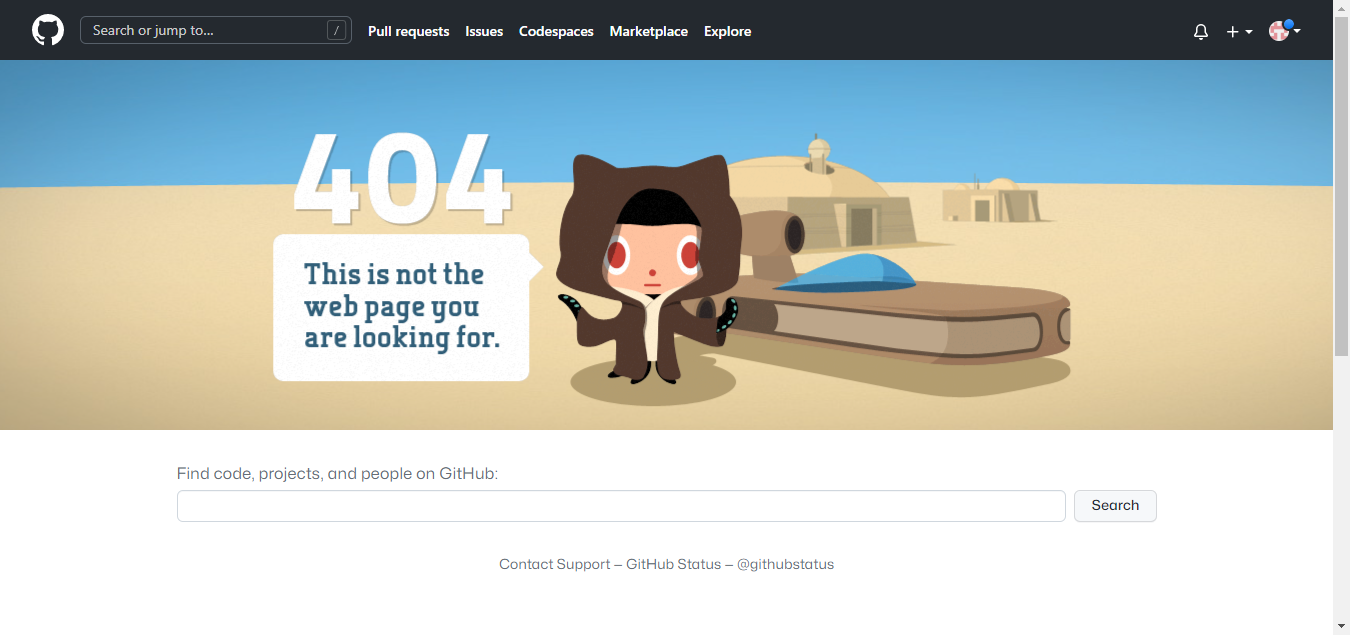 Search or jump to... /
Pull requests Issues Codespaces Marketplace Explore
404
This is not the
web page you
are looking for.
Find code, projects, and people on GitHub:
Search
Contact Support — GitHub Status — @githubstatus